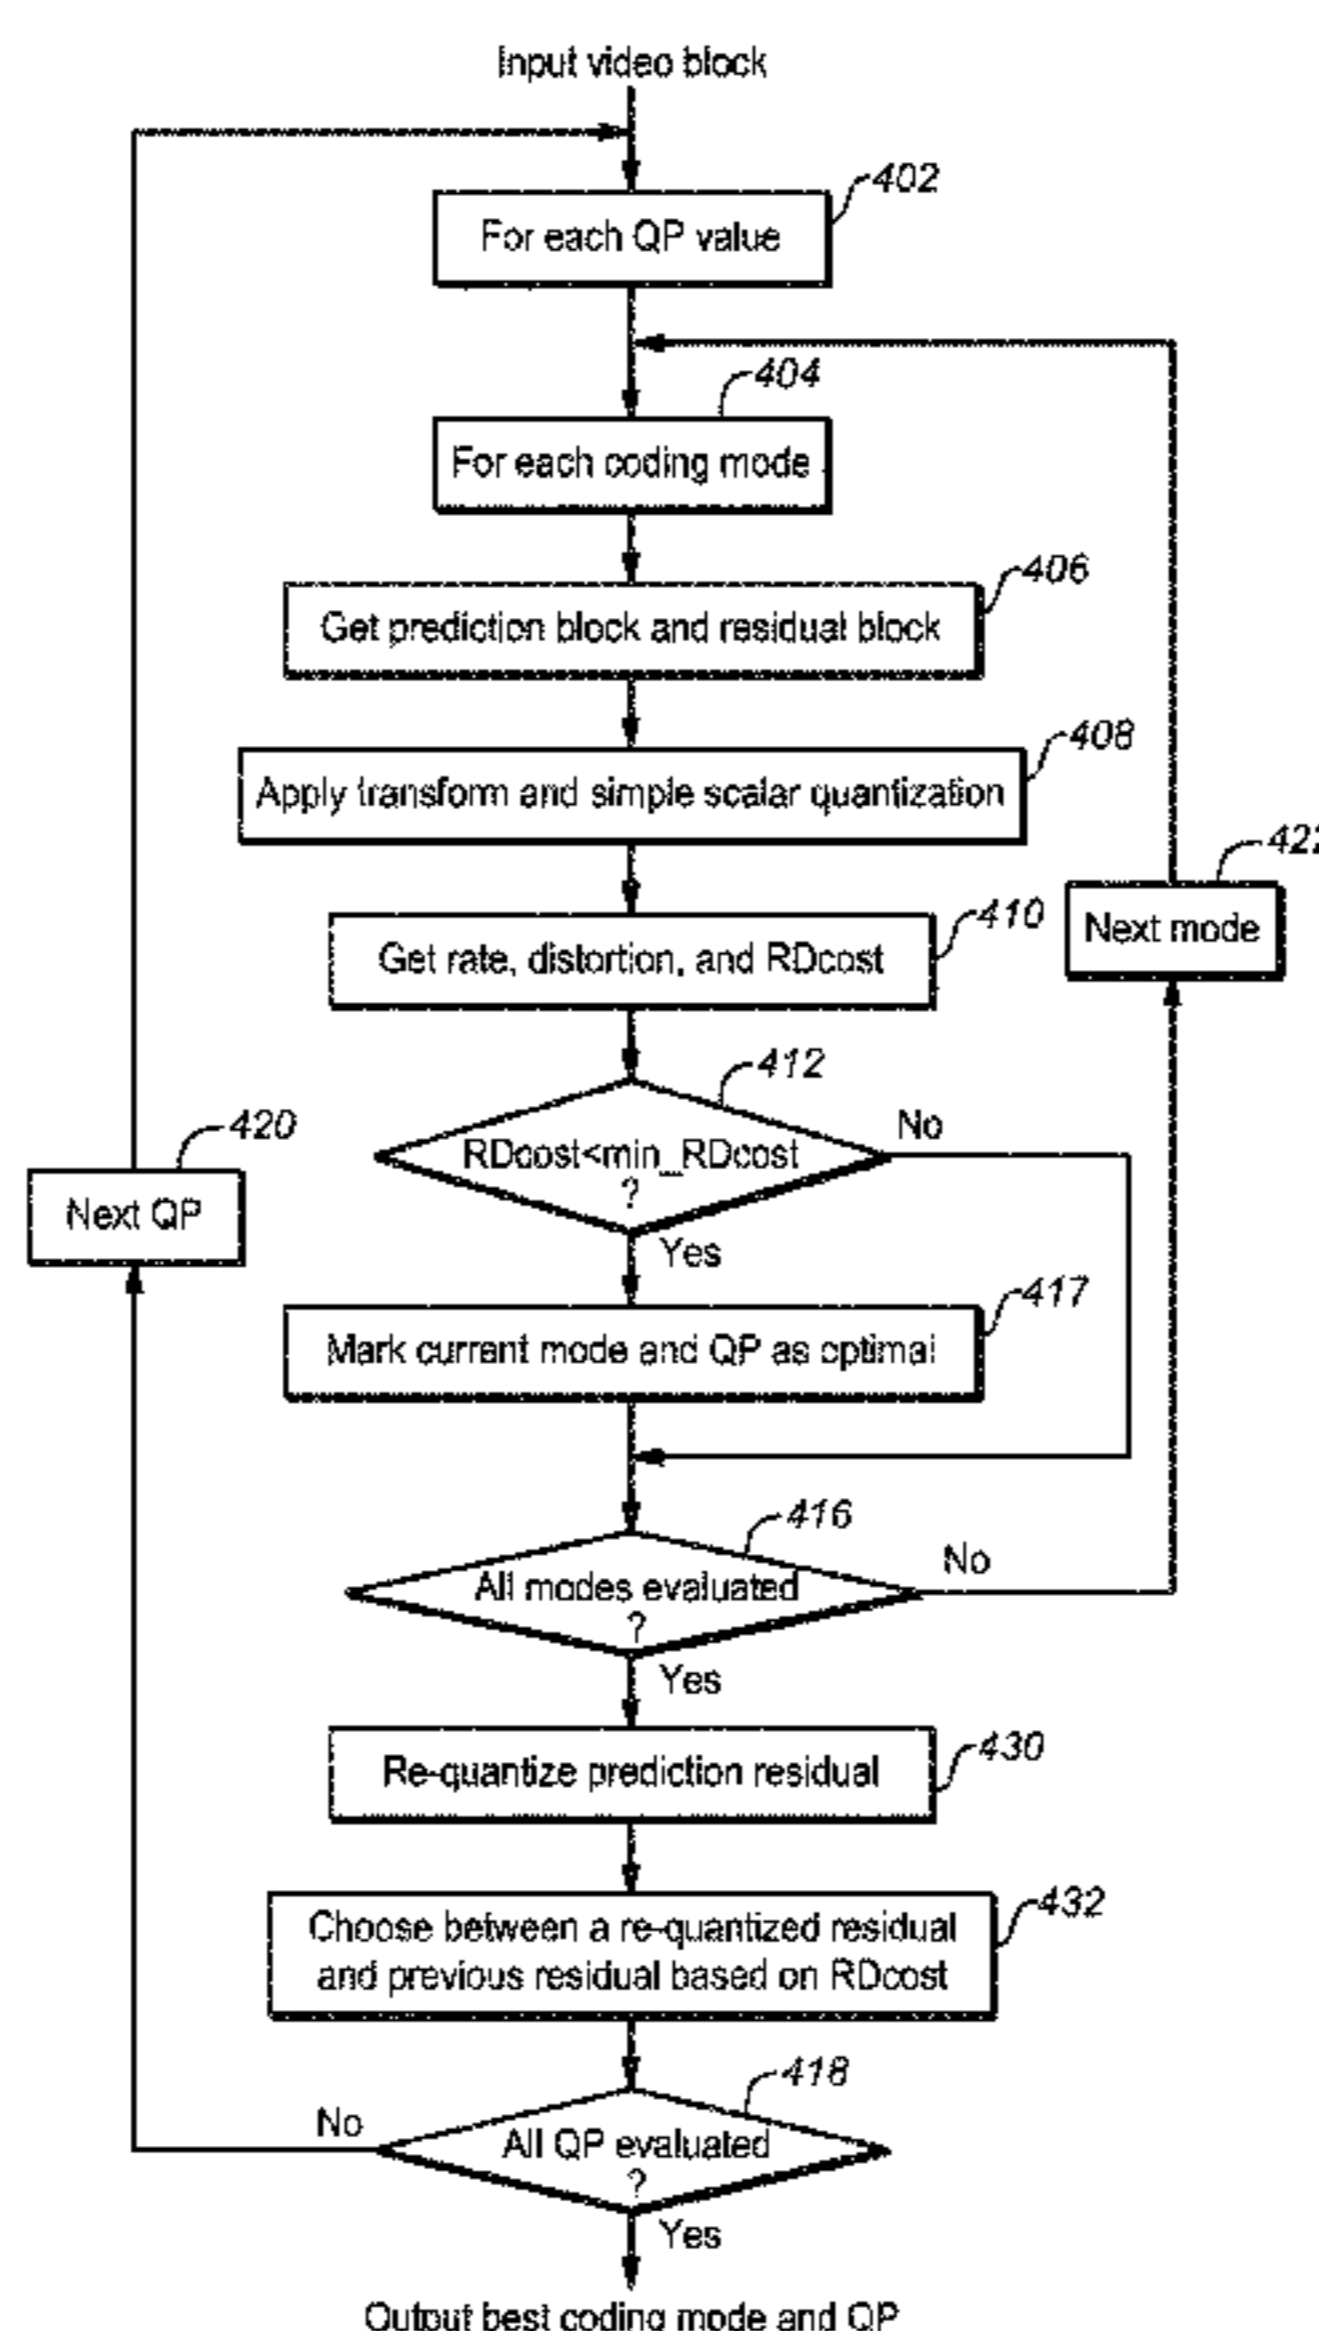 Input video block
402
For each QP value
404
For each coding mode
406
Get prediction block and residual block
408
Apply transform and simple scalar quantization
422
Next mode
410
Get rate, distortion, and RDcost
412
RDcost<min_RDcost
?
No
Yes
420
Next QP
417
Mark current mode and QP as optimal
416
All modes evaluated
?
No
Yes
430
Re-quantize prediction residual
432
Choose between a re-quantized residual
and previous residual based on RDcost
418
All QP evaluated
?
No
Yes
Output best coding mode and QP